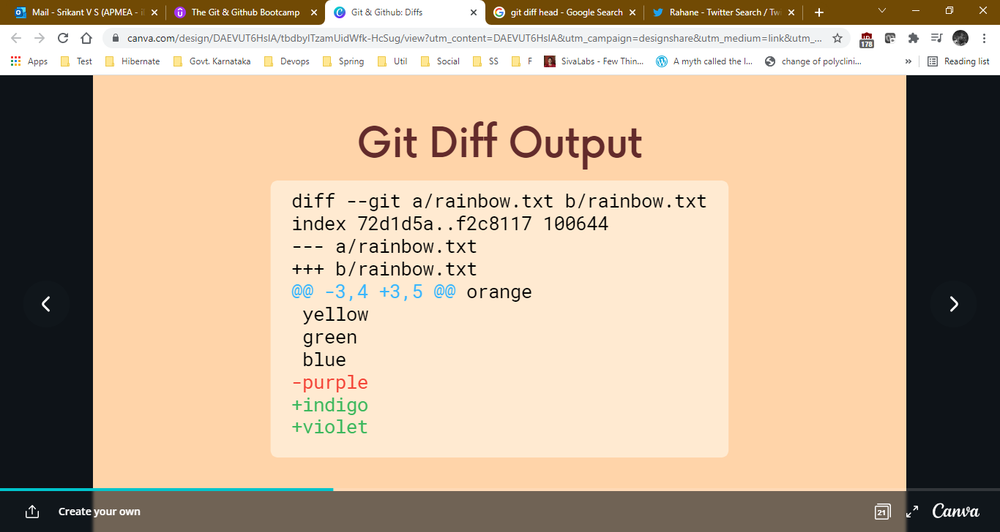 Mail - Srikant V S (APMEA - i
The Git & Github Bootcamp
Git & Github: Diffs
git diff head - Google Search
Rahane - Twitter Search / Twi
canva.com/design/DAEVUT6HsIA/tbdbyITzamUidWfk-HcSug/view?utm_content=DAEVUT6HsIA&utm_campaign=designshare&utm_medium=link&utm_...
178
Apps
Test
Hibernate
Govt. Karnataka
Devops
Spring
Util
Social
SS
F
SivaLabs - Few Thin...
A myth called the I...
change of polyclini...
»
Reading list
Git Diff Output
diff --git a/rainbow.txt b/rainbow.txt
index 72d1d5a..f2c8117 100644
--- a/rainbow.txt
+++ b/rainbow.txt
@@ -3,4 +3,5 @@ orange
yellow
green
blue
-purple
+indigo
+violet
Create your own
21
Canva